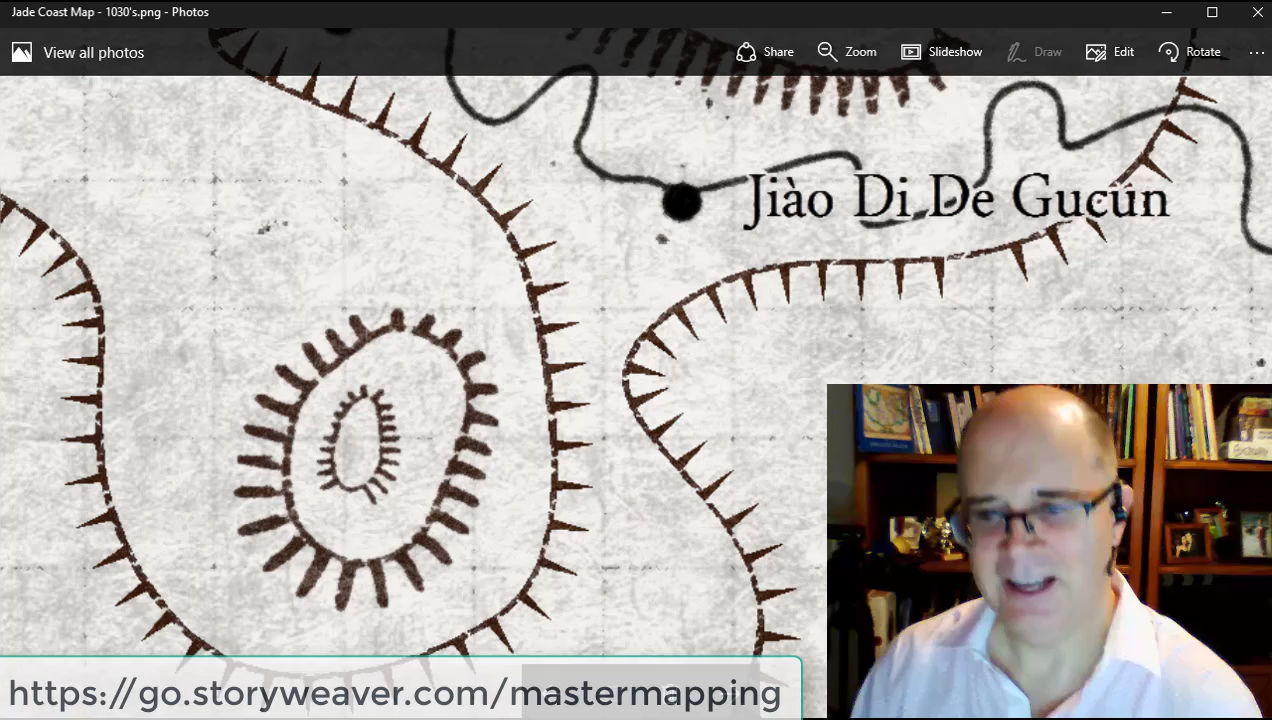 Jade Coast Map - 1030's.png - Photos
View all photos
Share
Zoom
Slideshow
Draw
Edit
Rotate
Jiào Di De Gucún
https://go.storyweaver.com/mastermapping